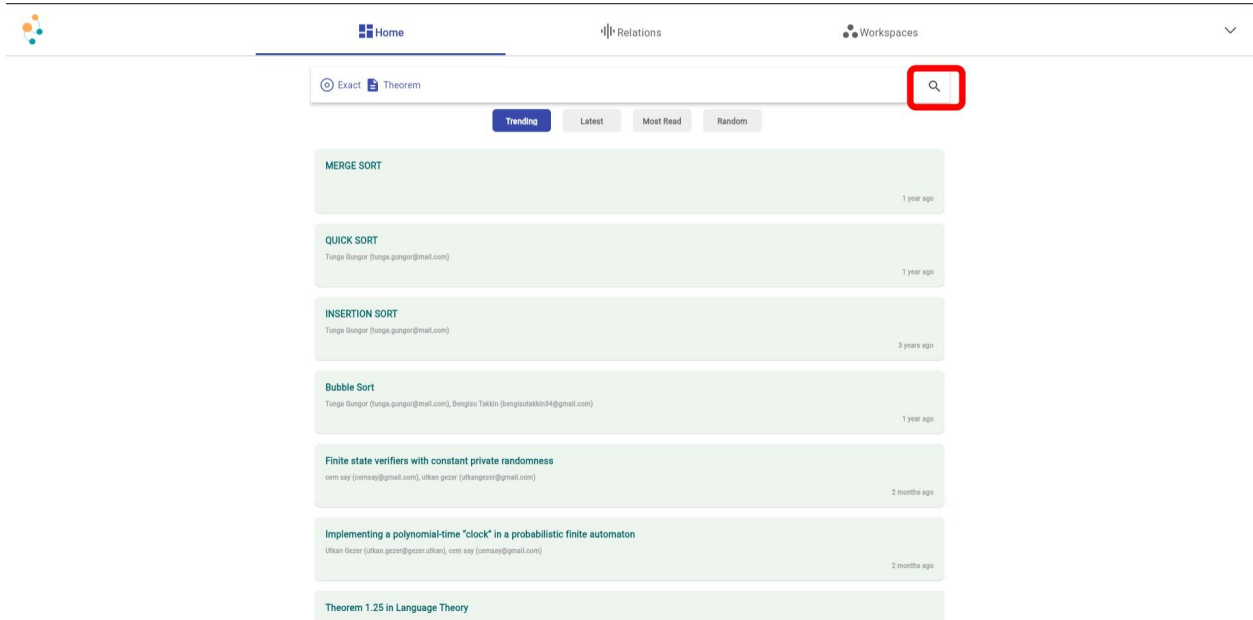 Home Relations Workspaces
Exact Theorem
Trending Latest Most Read Random
MERGE SORT
1 year ago
QUICK SORT
Tunga Gungor (tunga.gungor@mail.com)
1 year ago
INSERTION SORT
Tunga Gungor (tunga.gungor@mail.com)
3 years ago
Bubble Sort
Tunga Gungor (tunga.gungor@mail.com), Bengisu Takkin (bengisutakkin34@gmail.com)
1 year ago
Finite state verifiers with constant private randomness
cem say (cemsay@gmail.com), utkan gezer (utkangezer@gmail.com)
2 months ago
Implementing a polynomial-time “clock” in a probabilistic finite automaton
Utkan Gezer (utkan.gezer@gezer.utkan), cem say (cemsay@gmail.com)
2 months ago
Theorem 1.25 in Language Theory